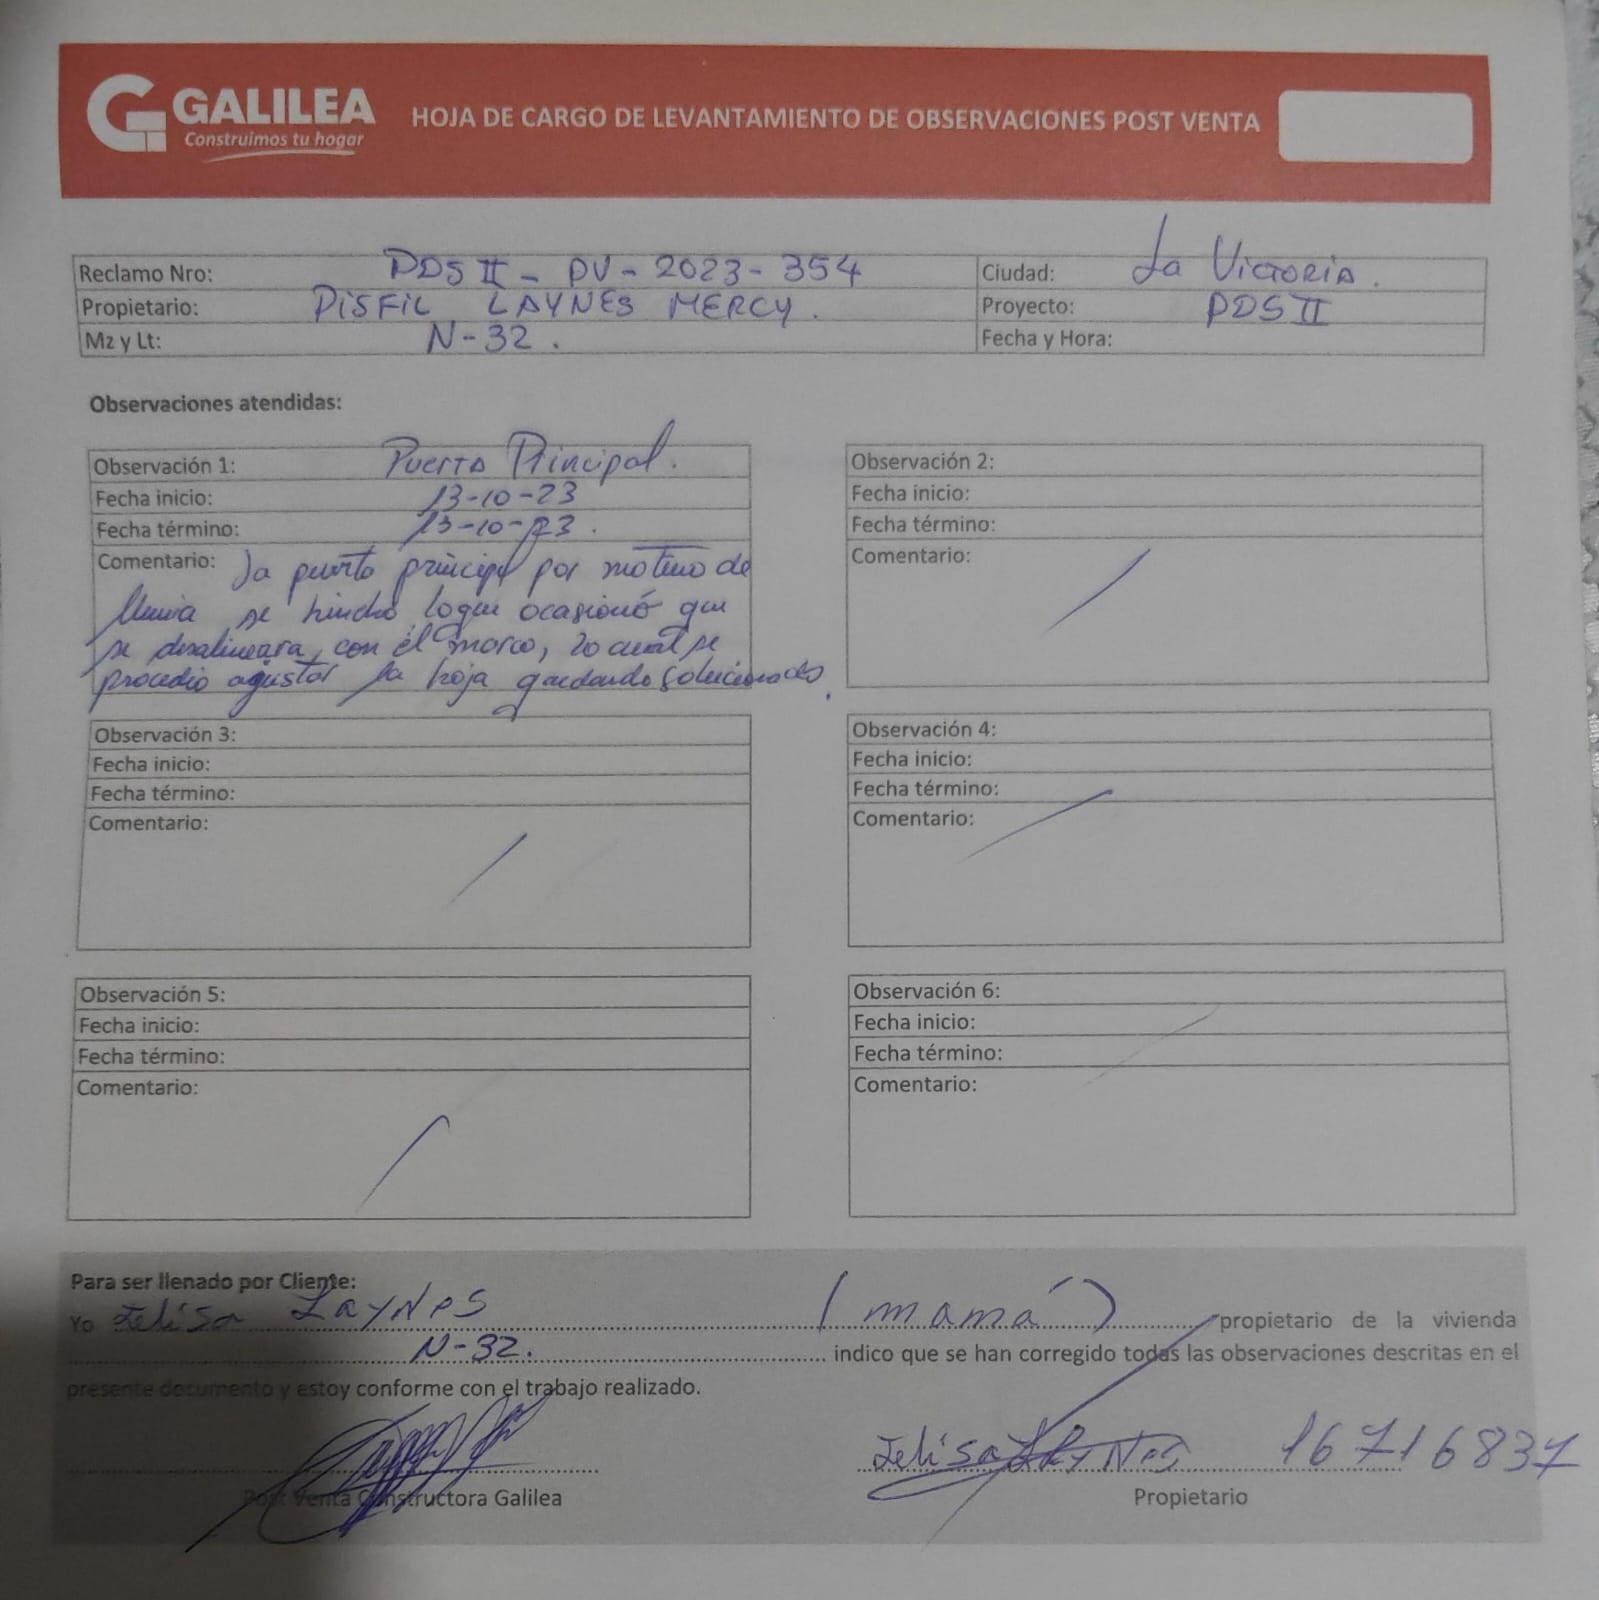 GALILEA
Construimos tu hogar
HOJA DE CARGO DE LEVANTAMIENTO DE OBSERVACIONES POST VENTA
Reclamo Nro: PDS II - PV - 2023 - 354
Ciudad: La Victoria.
Propietario: PISFIL LAYNES MERCY.
Proyecto: PDS II
Mz y Lt: N-32.
Fecha y Hora:
Observaciones atendidas:
Observación 1: Puerta Principal.
Fecha inicio: 13-10-23
Fecha término: 13-10-23.
Comentario: La puerta principal por motivo de
lluvia se hincho, loque ocasionó que
se desalineara con el marco, lo cual se
procedio agustar la hoja quedando solucionado.
Observación 2:
Fecha inicio:
Fecha término:
Comentario:
Observación 3:
Fecha inicio:
Fecha término:
Comentario:
Observación 4:
Fecha inicio:
Fecha término:
Comentario:
Observación 5:
Fecha inicio:
Fecha término:
Comentario:
Observación 6:
Fecha inicio:
Fecha término:
Comentario:
Para ser llenado por Cliente:
Yo Felísa Laynes (mamá) propietario de la vivienda
N-32. indico que se han corregido todas las observaciones descritas en el
presente documento y estoy conforme con el trabajo realizado.
Felísa Laynes 16716837
Post Venta Constructora Galilea
Propietario